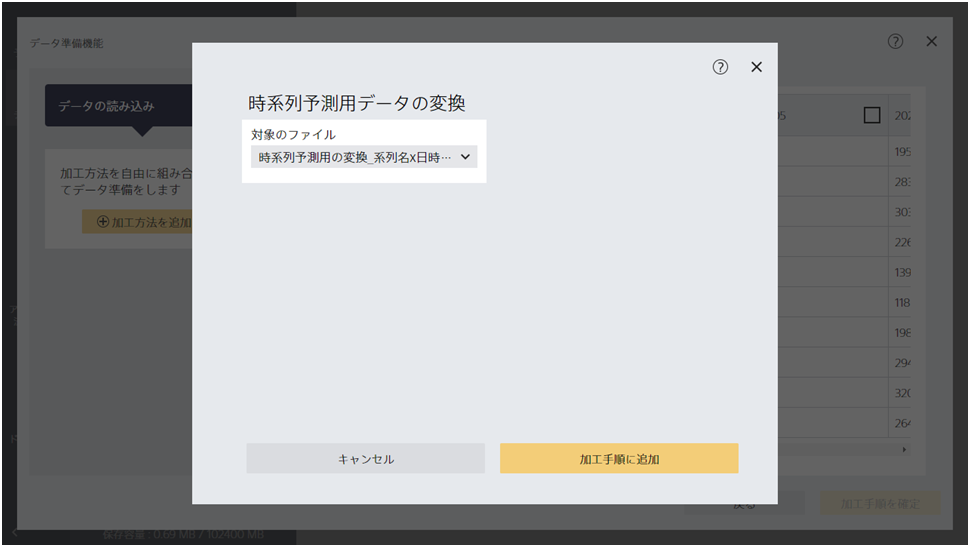 データ準備機能
データの読み込み
加工方法を自由に組み合
てデータ準備をします
加工方法を追加
時系列予測用データの変換
対象のファイル
時系列予測用の変換_系列名x日時…
キャンセル
加工手順に追加
05
202
195
283
303
226
139
118
198
294
320
264
戻る
加工手順を確定
保存容量 : 0.69 MB / 102400 MB